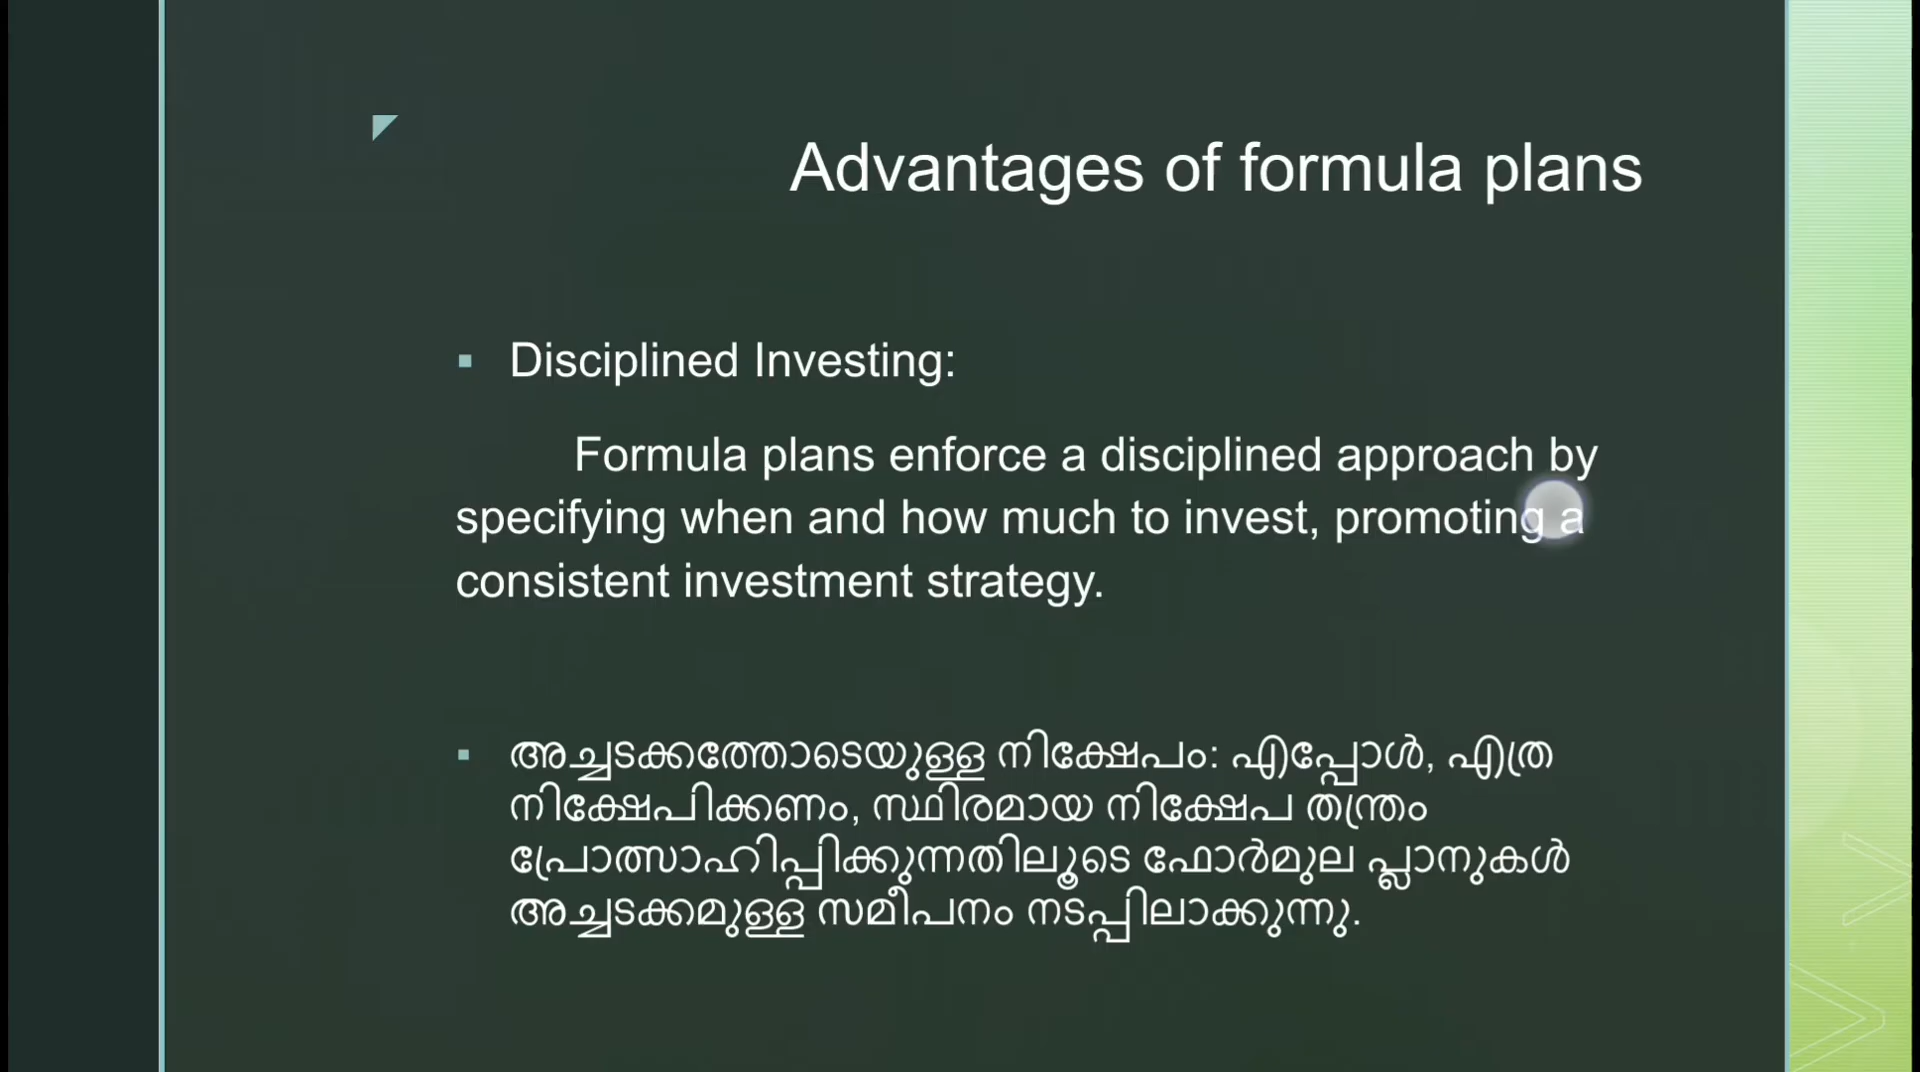 Advantages of formula plans
Disciplined Investing:
Formula plans enforce a disciplined approach by
specifying when and how much to invest, promoting a
consistent investment strategy.
അച്ചടക്കത്തോടെയുള്ള നിക്ഷേപം: എപ്പോൾ, എത്ര
നിക്ഷേപിക്കണം, സ്ഥിരമായ നിക്ഷേപ തന്ത്രം
പ്രോത്സാഹിപ്പിക്കുന്നതിലൂടെ ഫോർമുല പ്ലാനുകൾ
അച്ചടക്കമുള്ള സമീപനം നടപ്പിലാക്കുന്നു.